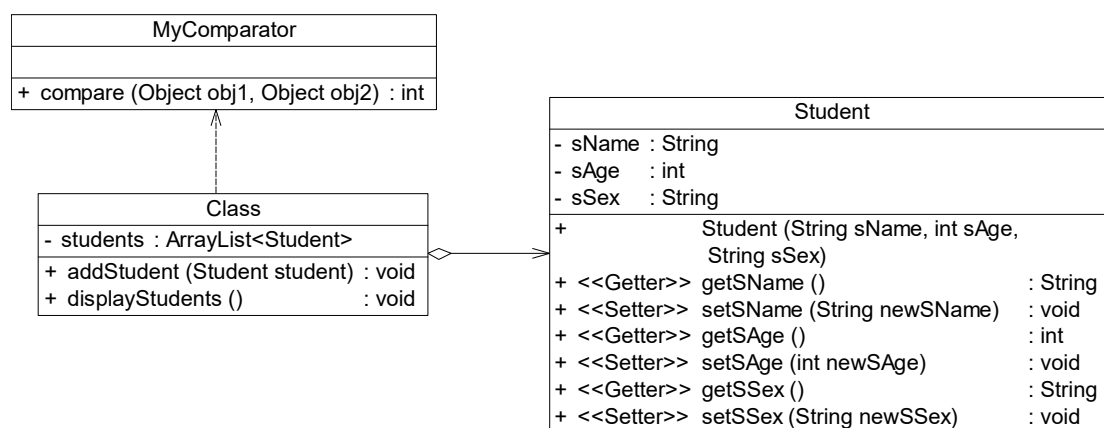 MyComparator
+ compare (Object obj1, Object obj2) : int
Class
- students : ArrayList<Student>
+ addStudent (Student student) : void
+ displayStudents () : void
Student
- sName : String
- sAge : int
- sSex : String
+ Student (String sName, int sAge,
String sSex)
+ <<Getter>> getSName () : String
+ <<Setter>> setSName (String newSName) : void
+ <<Getter>> getSAge () : int
+ <<Setter>> setSAge (int newSAge) : void
+ <<Getter>> getSSex () : String
+ <<Setter>> setSSex (String newSSex) : void